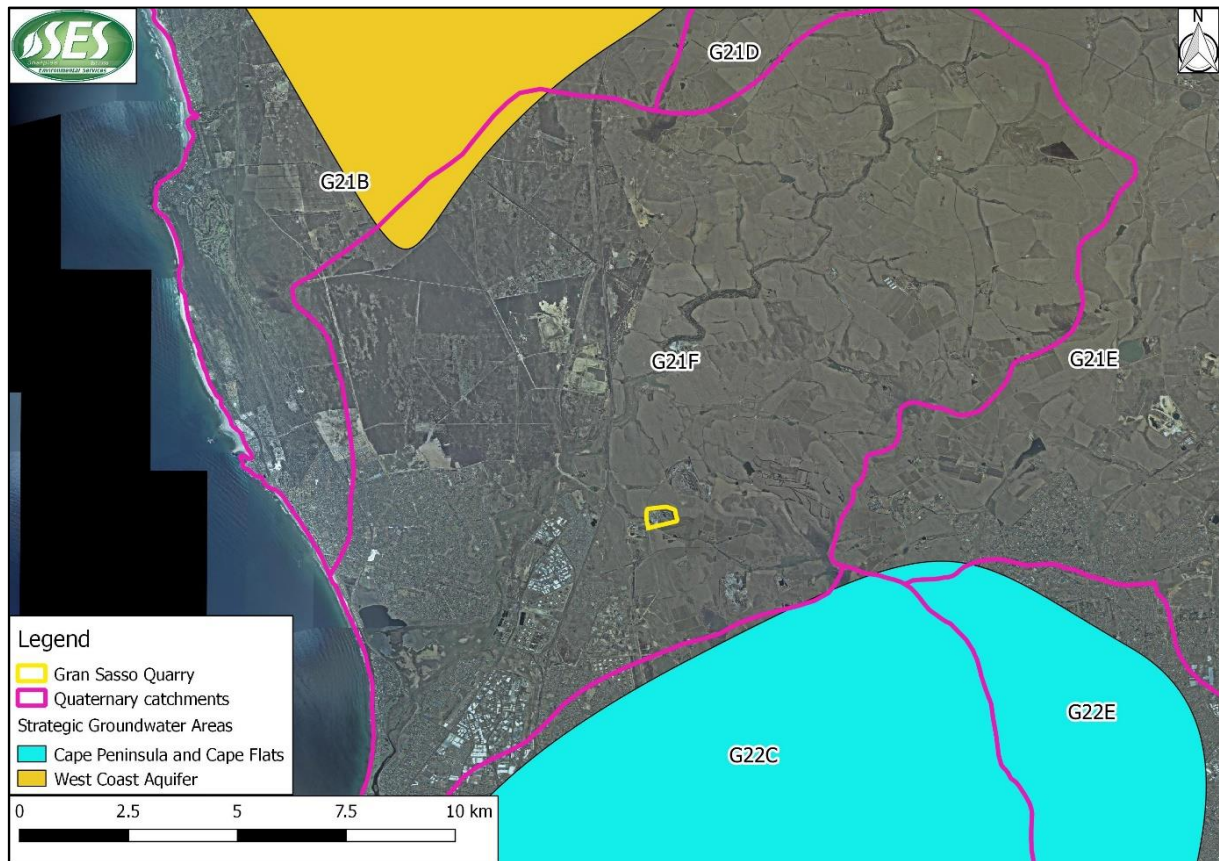 SES
Environmental Services
N
G21D
G21B
G21F
G21E
G22E
G22C
Legend
Gran Sasso Quarry
Quaternary catchments
Strategic Groundwater Areas
Cape Peninsula and Cape Flats
West Coast Aquifer
0 2.5 5 7.5 10 km